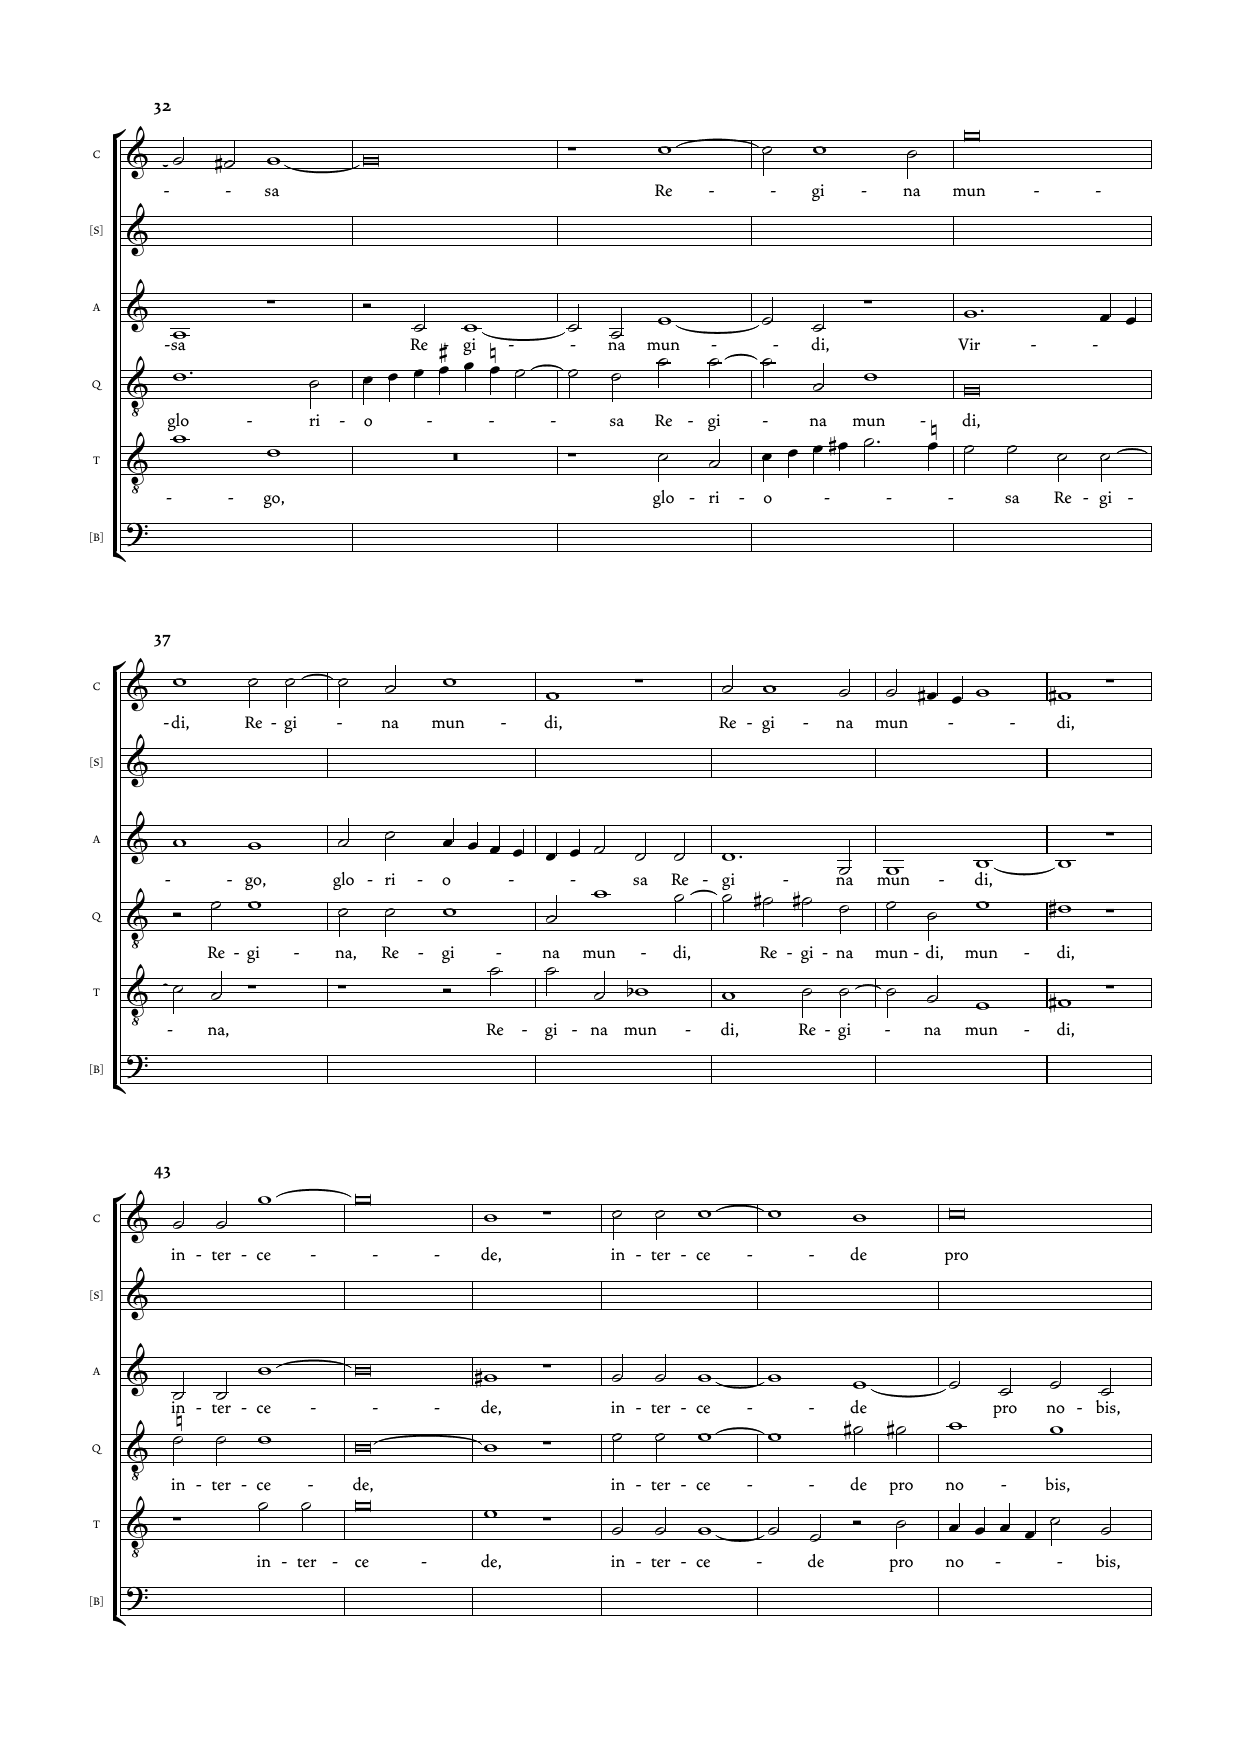 32
C
- - sa Re - - gi - na mun - -
[S]
A
-sa Re - gi - - na mun - - di, Vir - -
Q
glo - ri - o - - - sa Re - gi - na mun - di,
T
- - go, glo - ri - o - - - sa Re - gi -
[B]
37
C
-di, Re - gi - na mun - di, Re - gi - na mun - - di,
[S]
A
- - go, glo - ri - o - - sa Re - gi - na mun - di,
Q
Re - gi - na, Re - gi - na mun - di, Re - gi - na mun - di, mun - di,
T
- na, Re - gi - na mun - di, Re - gi - na mun - di,
[B]
43
C
in - ter - ce - - - de, in - ter - ce - - de pro
[S]
A
in - ter - ce - - - de, in - ter - ce - - de pro no - bis,
Q
in - ter - ce - de, in - ter - ce - - de pro no - bis,
T
in - ter - ce - de, in - ter - ce - de pro no - - bis,
[B]